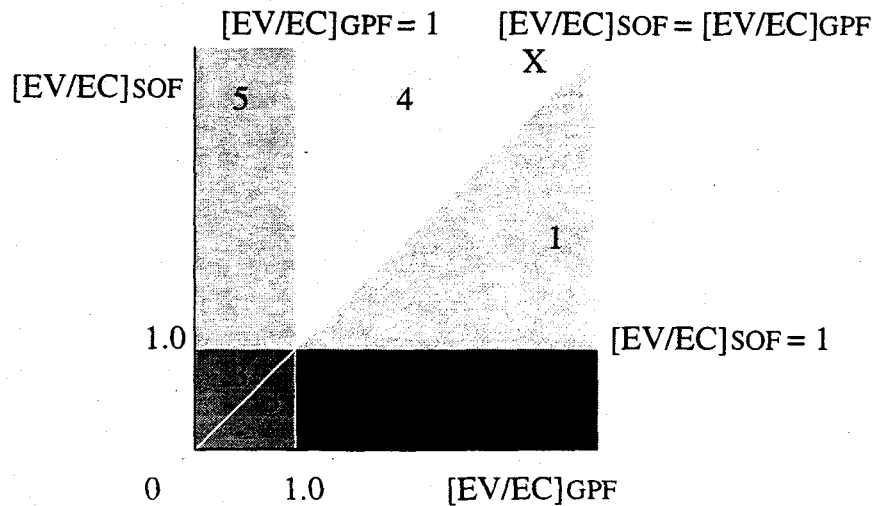 [EV/EC]GPF = 1
[EV/EC]SOF = [EV/EC]GPF
X
[EV/EC]SOF
5
4
1
1.0
[EV/EC]SOF = 1
3
0
1.0
[EV/EC]GPF